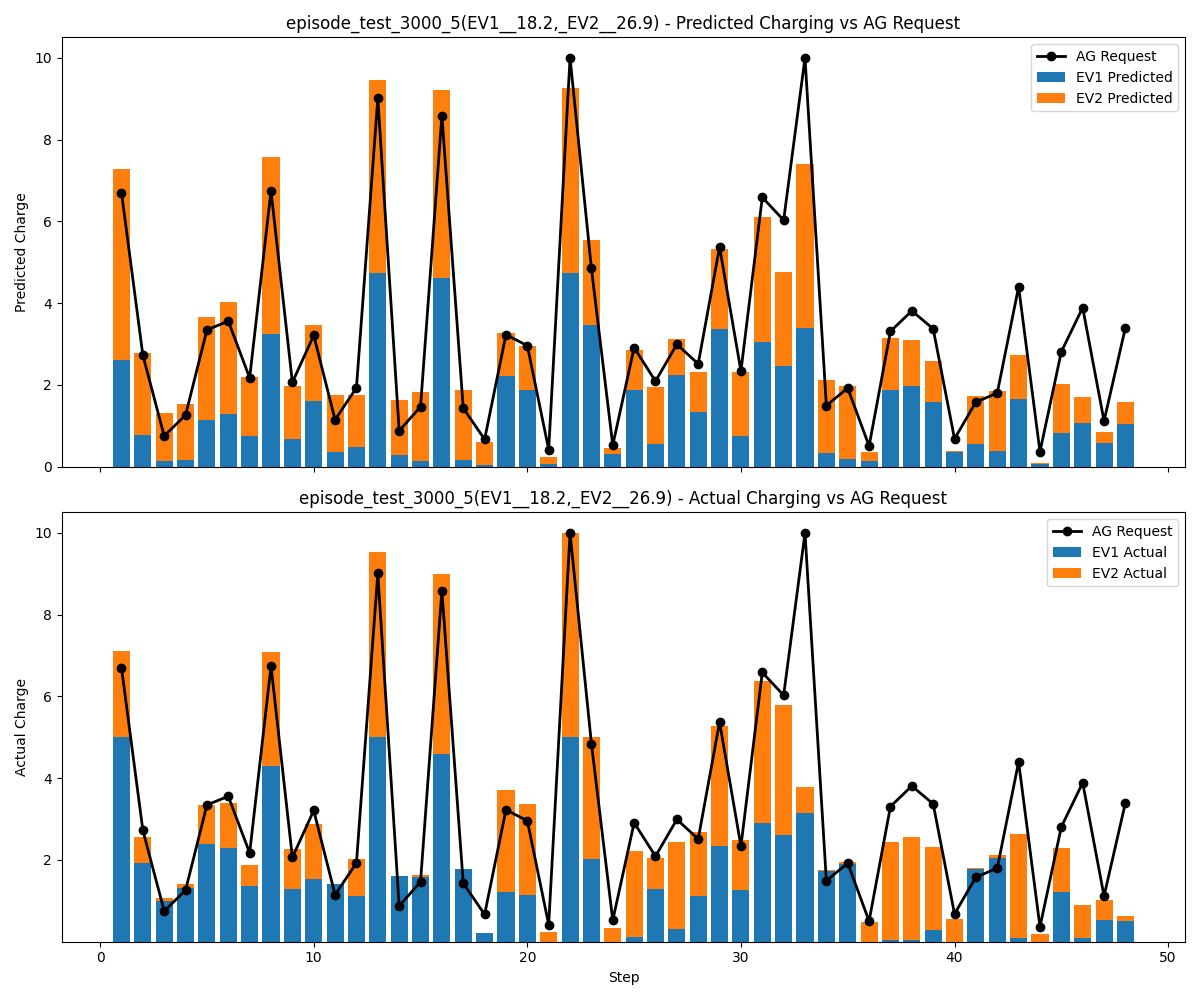 episode_test_3000_5(EV1__18.2,_EV2__26.9) - Predicted Charging vs AG Request
10
8
6
4
2
0
Predicted Charge
AG Request
EV1 Predicted
EV2 Predicted
episode_test_3000_5(EV1__18.2,_EV2__26.9) - Actual Charging vs AG Request
10
8
6
4
2
Actual Charge
AG Request
EV1 Actual
EV2 Actual
0 10 20 30 40 50
Step